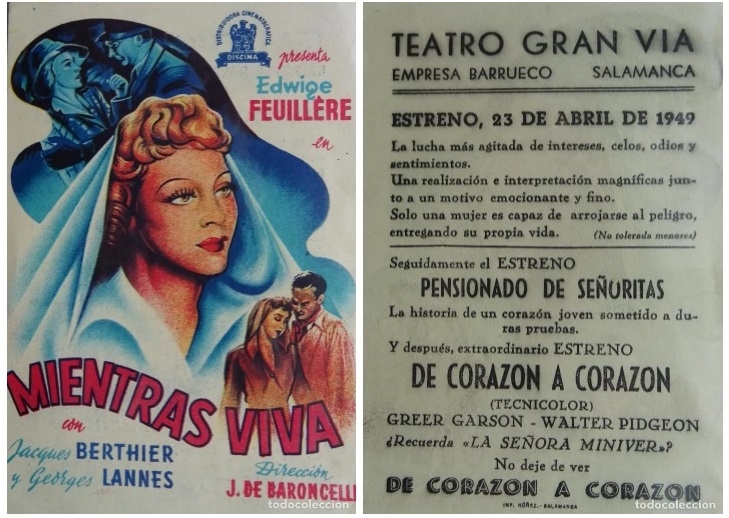 DISTRIBUIDORA CINEMATOGRAFICA
DISCINA
presenta
Edwige
FEUILLÈRE
en
MIENTRAS VIVA
con
Jacques BERTHIER
y Georges LANNES
Dirección
J. DE BARONCELLI
todocoleccion
TEATRO GRAN VIA
EMPRESA BARRUECO SALAMANCA
ESTRENO, 23 DE ABRIL DE 1949
La lucha más agitada de intereses, celos, odios y
sentimientos.
Una realización e interpretación magníficas jun-
to a un motivo emocionante y fino.
Solo una mujer es capaz de arrojarse al peligro,
entregando su propia vida. (No tolerada menores)
Seguidamente el ESTRENO
PENSIONADO DE SEÑORITAS
La historia de un corazón joven sometido a du-
ras pruebas.
Y después, extraordinario ESTRENO
DE CORAZON A CORAZON
(TECNICOLOR)
GREER GARSON - WALTER PIDGEON
¿Recuerda «LA SEÑORA MINIVER»?
No deje de ver
DE CORAZON A CORAZON
IMP. NÚÑEZ.-SALAMANCA
todocoleccion